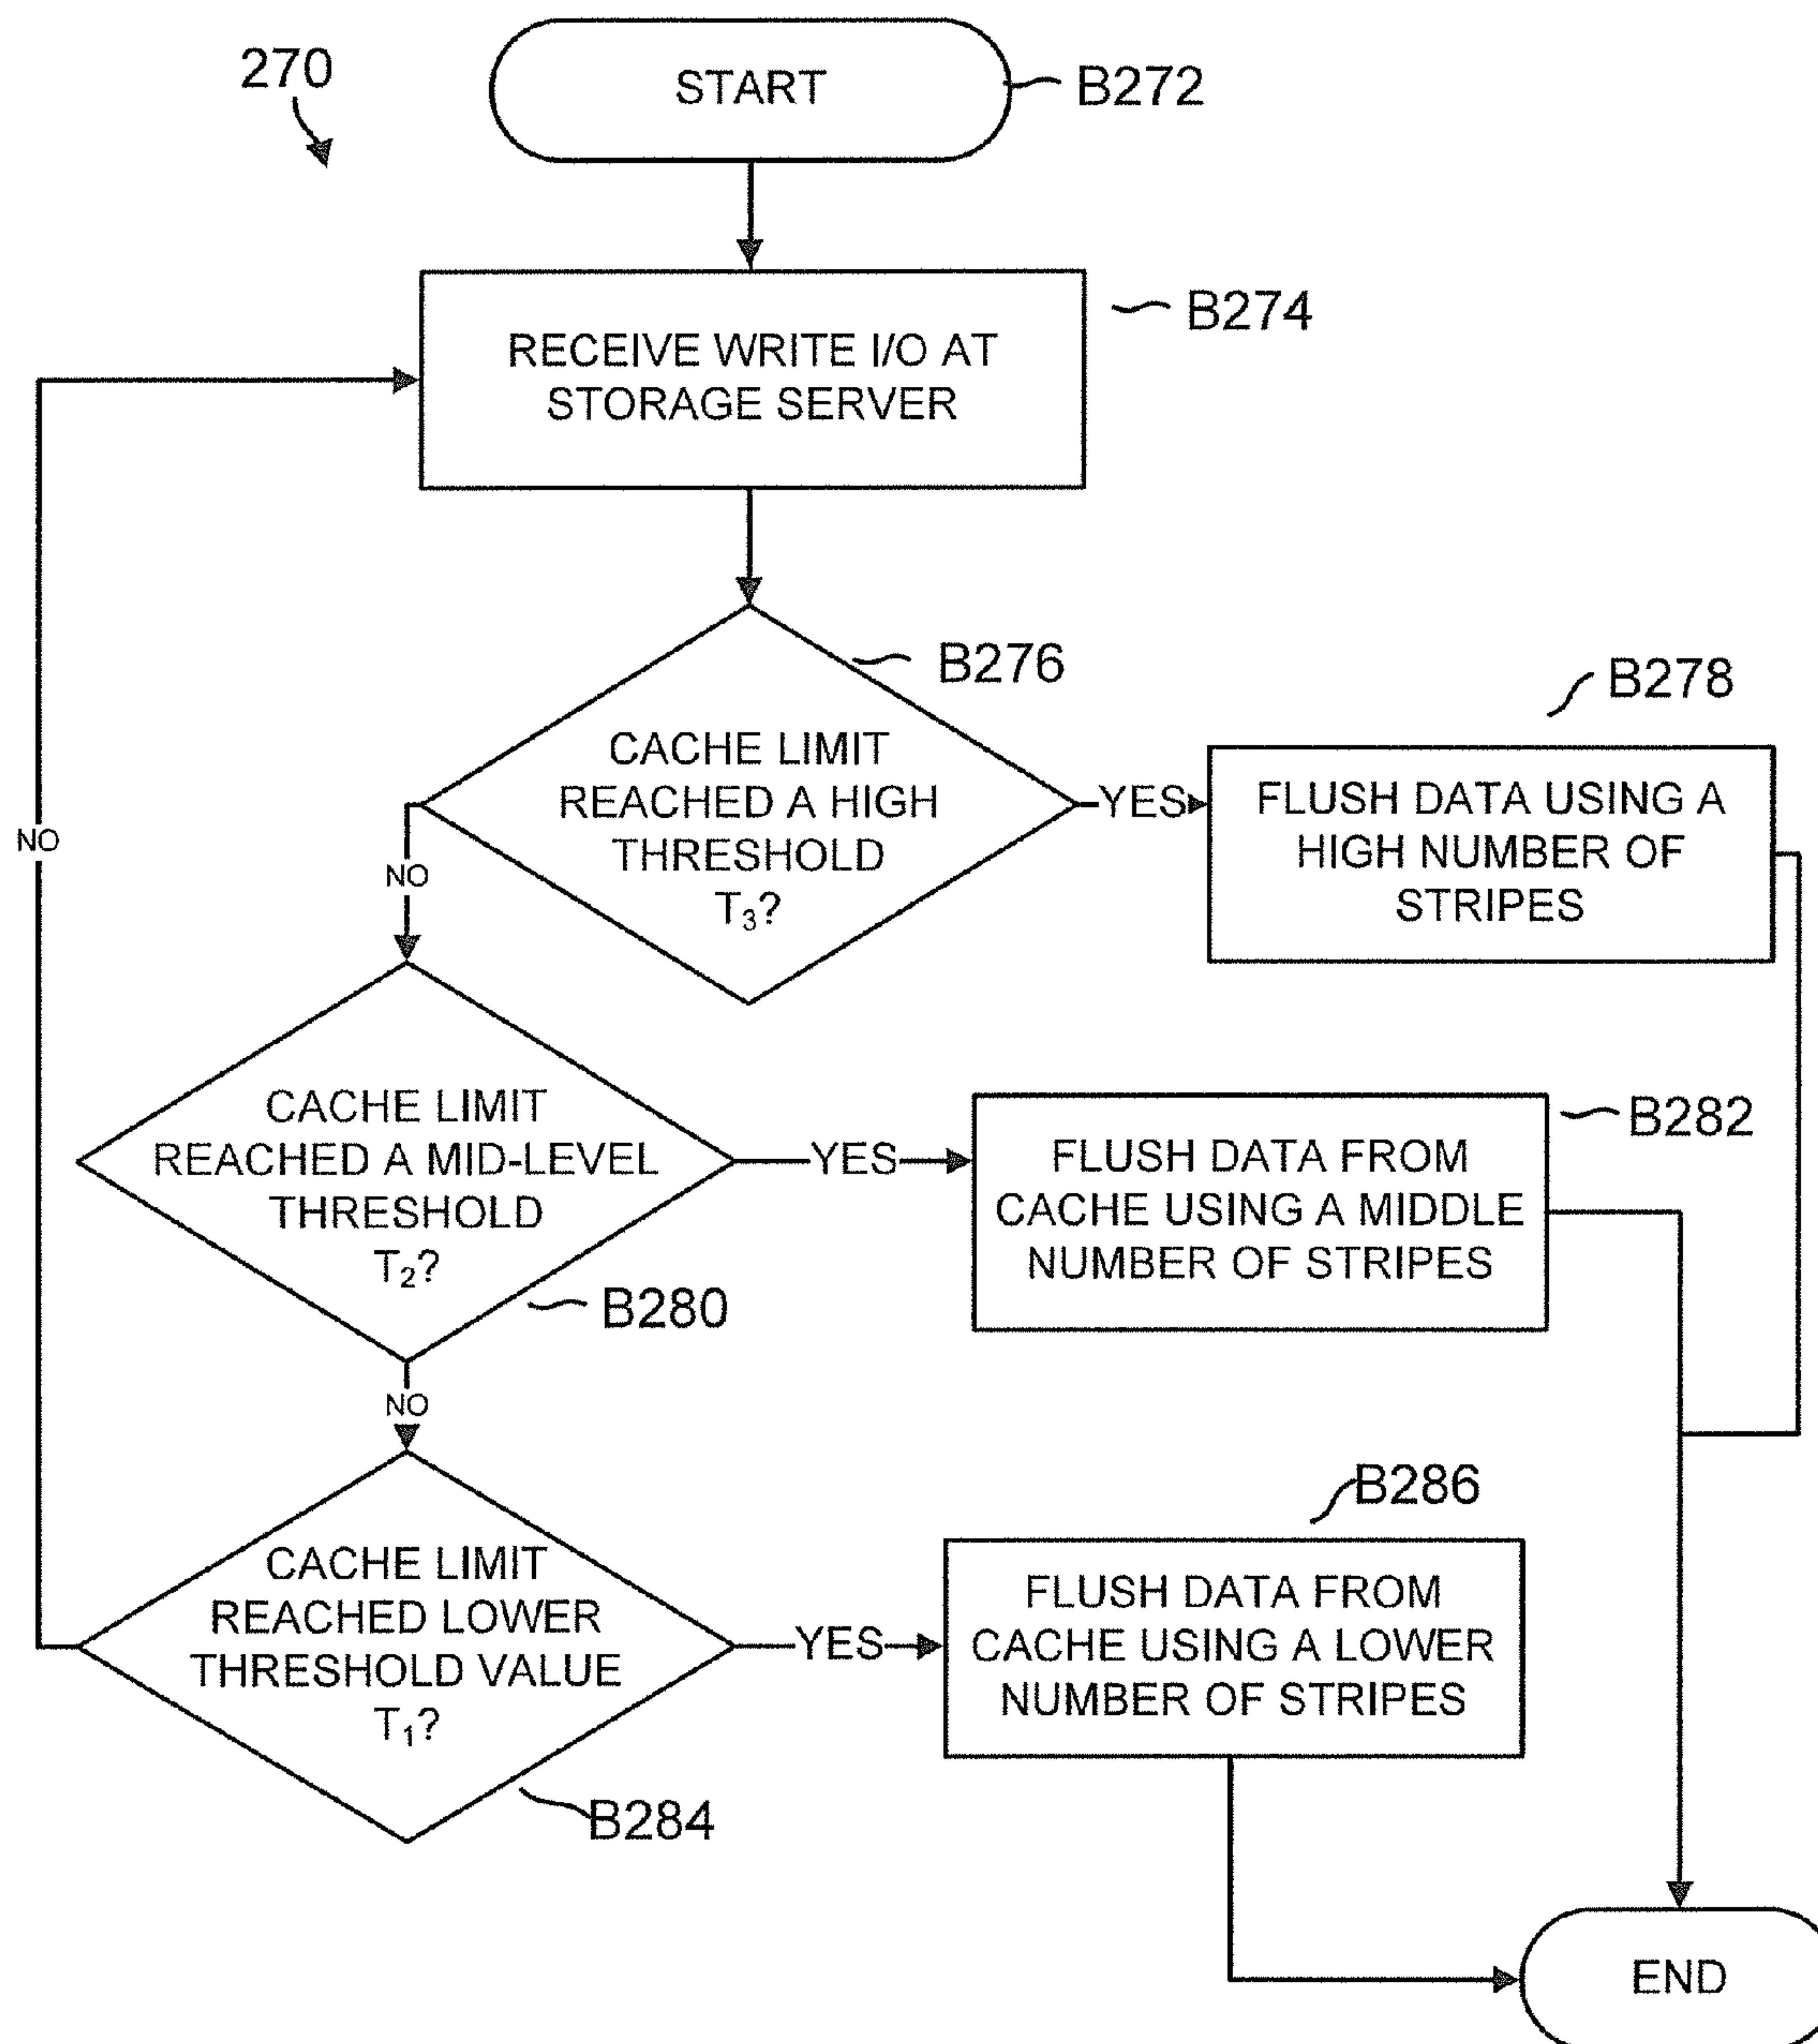 270
START
B272
RECEIVE WRITE I/O AT
STORAGE SERVER
B274
B276
CACHE LIMIT
REACHED A HIGH
THRESHOLD
T₃?
YES
B278
FLUSH DATA USING A
HIGH NUMBER OF
STRIPES
NO
NO
CACHE LIMIT
REACHED A MID-LEVEL
THRESHOLD
T₂?
B280
YES
B282
FLUSH DATA FROM
CACHE USING A MIDDLE
NUMBER OF STRIPES
NO
CACHE LIMIT
REACHED LOWER
THRESHOLD VALUE
T₁?
B284
YES
B286
FLUSH DATA FROM
CACHE USING A LOWER
NUMBER OF STRIPES
END